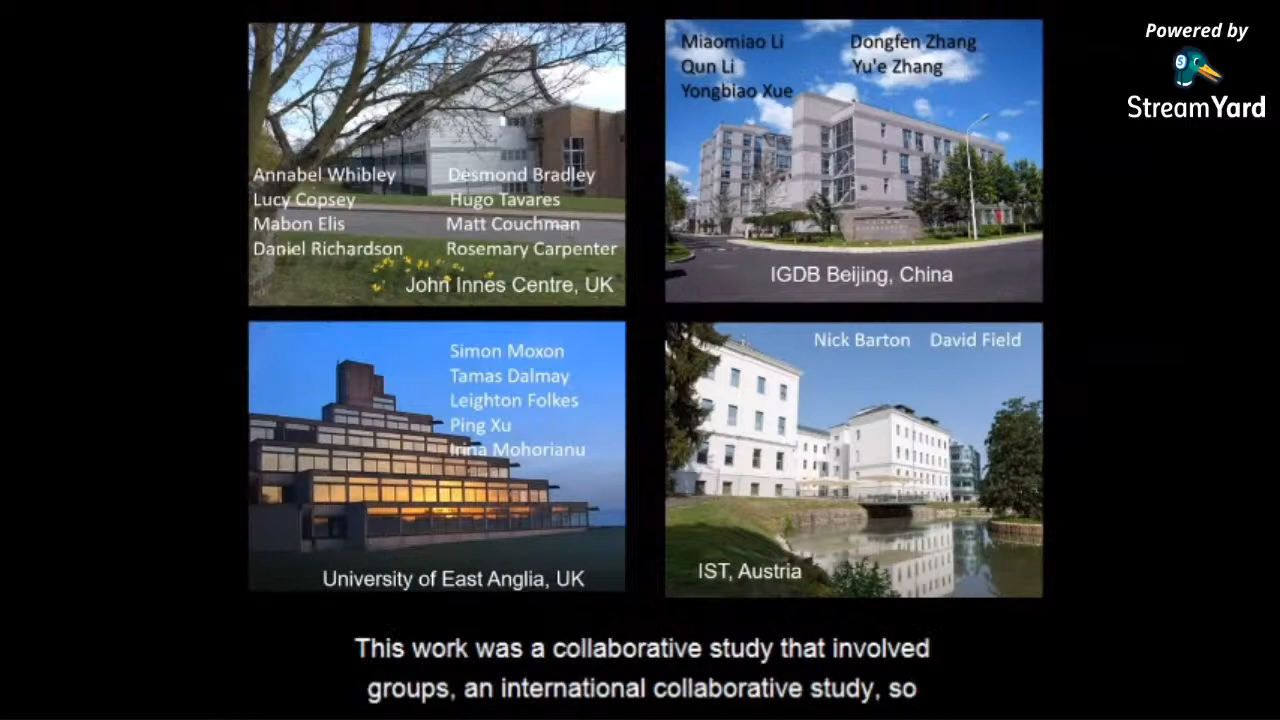 Annabel Whibley Desmond Bradley
Lucy Copsey Hugo Tavares
Mabon Elis Matt Couchman
Daniel Richardson Rosemary Carpenter
John Innes Centre, UK
Miaomiao Li Dongfen Zhang
Qun Li Yu'e Zhang
Yongbiao Xue
IGDB Beijing, China
Powered by
StreamYard
Simon Moxon
Tamas Dalmay
Leighton Folkes
Ping Xu
Irina Mohorianu
University of East Anglia, UK
Nick Barton David Field
IST, Austria
This work was a collaborative study that involved
groups, an international collaborative study, so